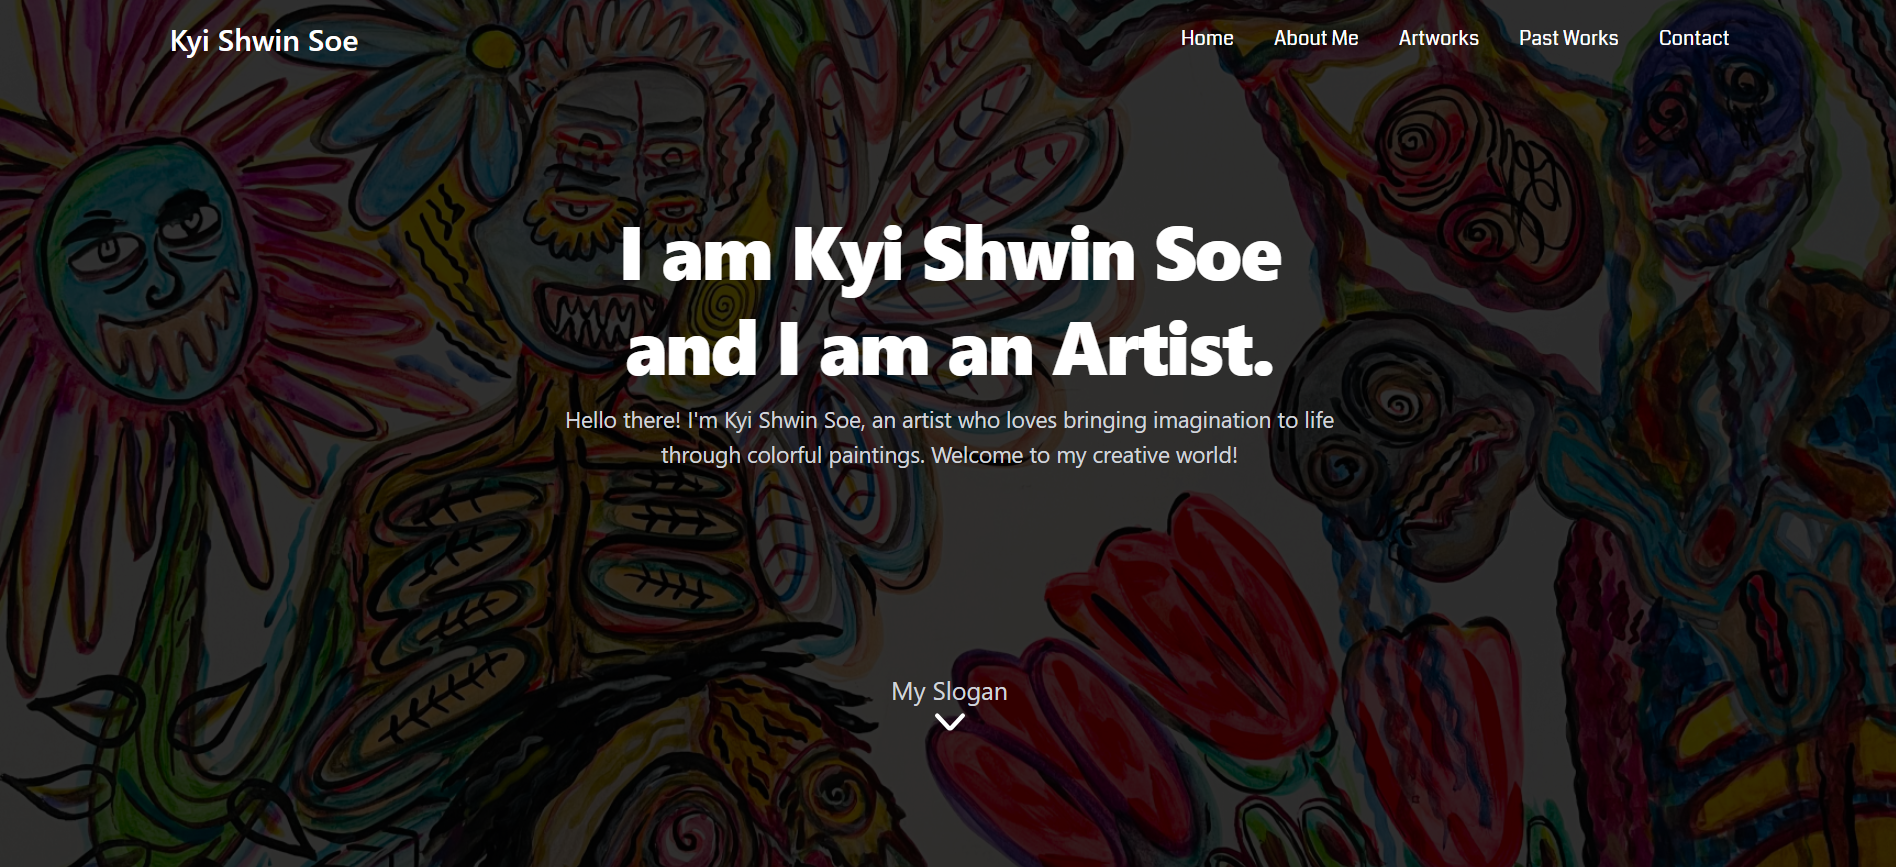 Kyi Shwin Soe
Home About Me Artworks Past Works Contact
I am Kyi Shwin Soe
and I am an Artist.
Hello there! I'm Kyi Shwin Soe, an artist who loves bringing imagination to life
through colorful paintings. Welcome to my creative world!
My Slogan